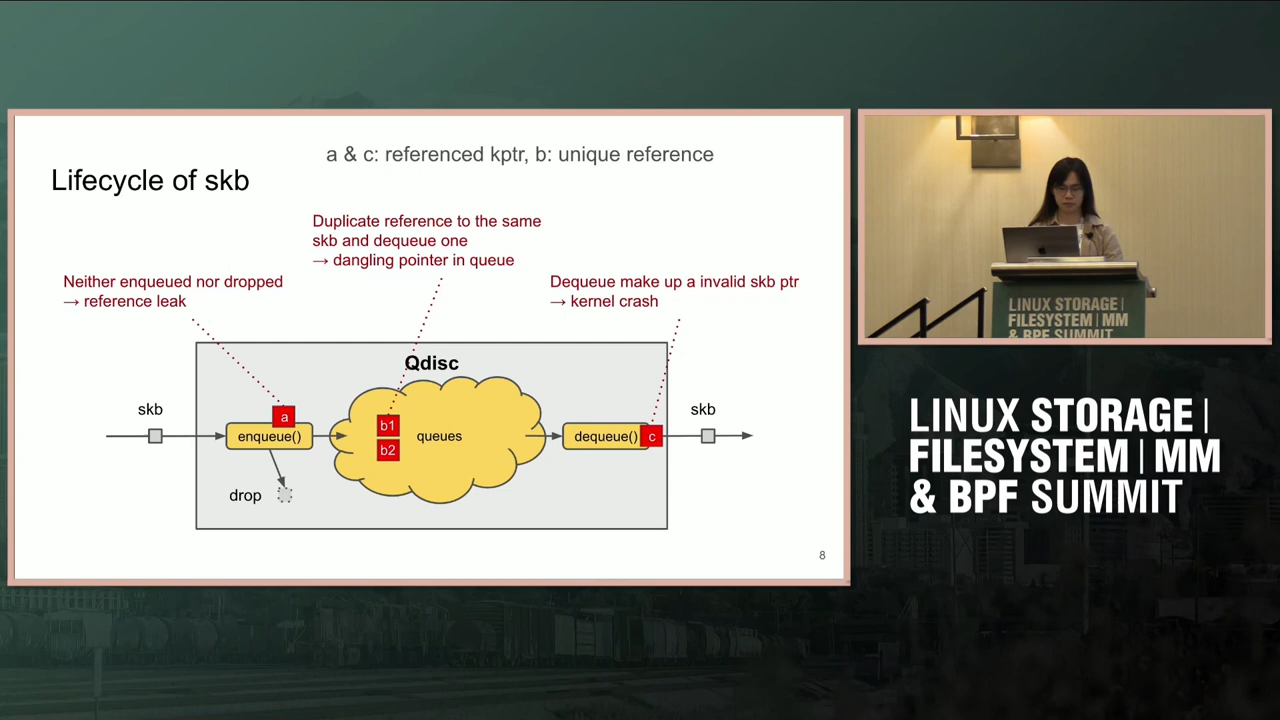 a & c: referenced kptr, b: unique reference
Lifecycle of skb
Duplicate reference to the same
skb and dequeue one
→ dangling pointer in queue
Neither enqueued nor dropped
→ reference leak
Dequeue make up a invalid skb ptr
→ kernel crash
Qdisc
skb
a
enqueue()
b1
b2
queues
dequeue()
c
skb
drop
8
LINUX STORAGE |
FILESYSTEM | MM
& BPF SUMMIT
LINUX STORAGE |
FILESYSTEM | MM
& BPF SUMMIT